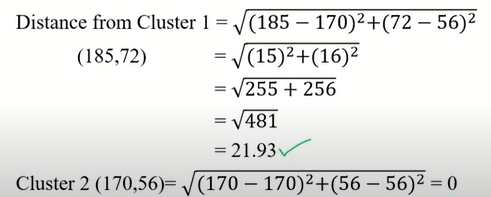 Distance from Cluster 1 = √(185 − 170)²+(72 − 56)²
(185,72) = √(15)²+(16)²
= √255 + 256
= √481
= 21.93✓
Cluster 2 (170,56)= √(170 − 170)²+(56 − 56)² = 0